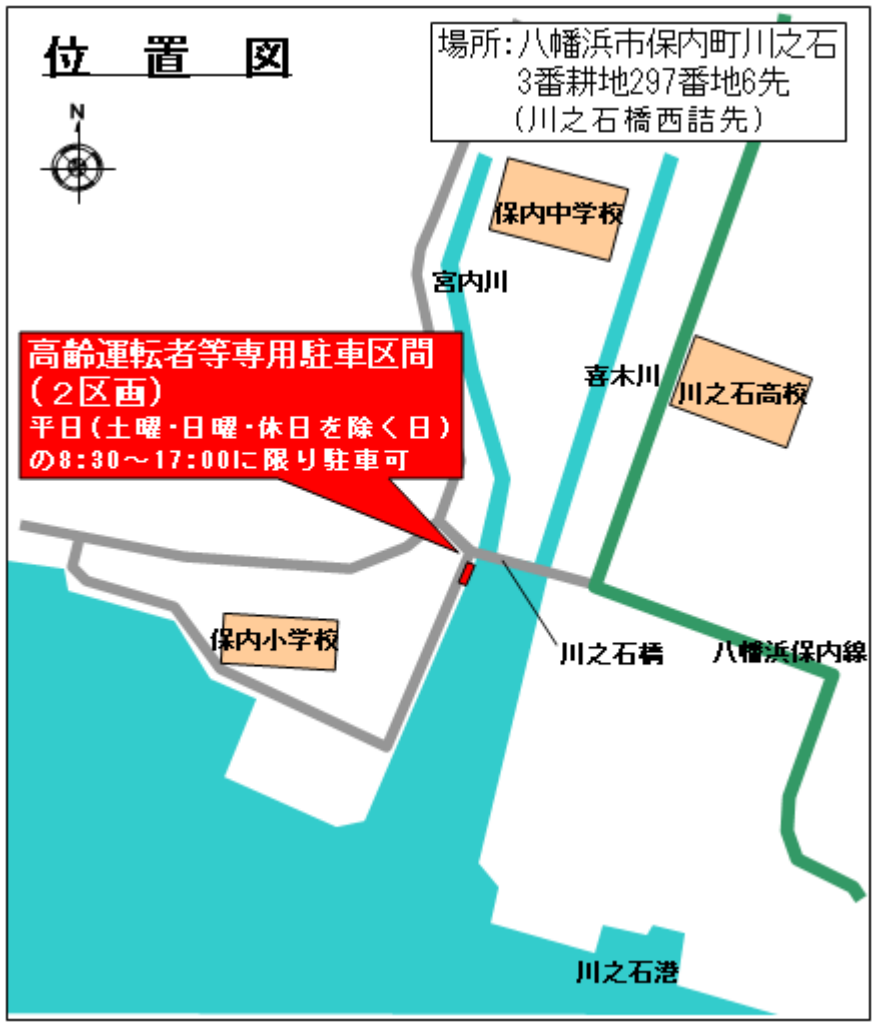 位置図
場所:八幡浜市保内町川之石
3番耕地297番地6先
(川之石橋西詰先)
N
保内中学校
宮内川
高齢運転者等専用駐車区間
(2区画)
平日(土曜・日曜・休日を除く日)
の8:30～17:00に限り駐車可
喜木川
川之石高校
保内小学校
川之石橋
八幡浜保内線
川之石港